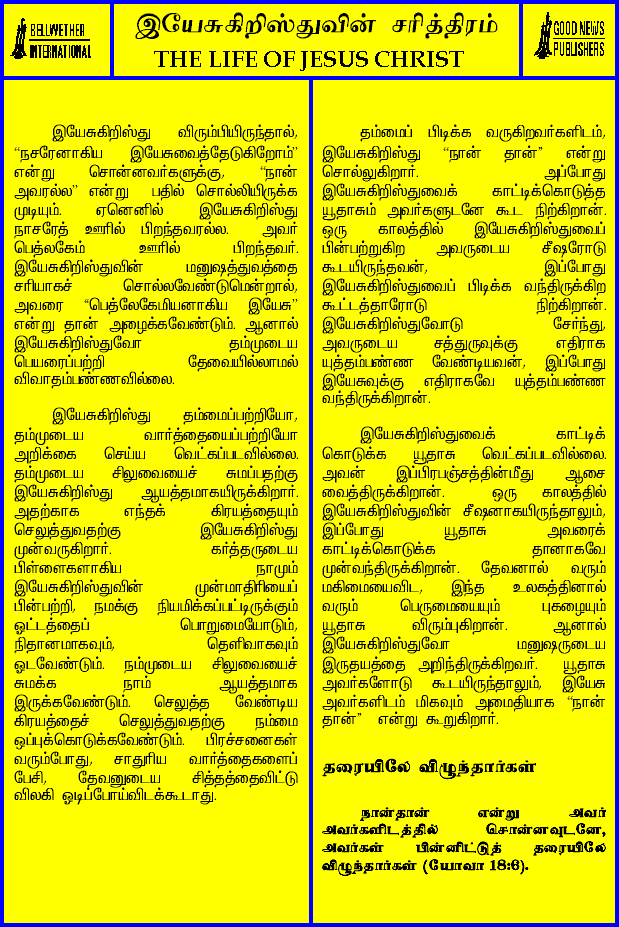 BELLWETHER
INTERNATIONAL
இயேசுகிறிஸ்துவின் சரித்திரம்
THE LIFE OF JESUS CHRIST
GOOD NEWS
PUBLISHERS
இயேசுகிறிஸ்து விரும்பியிருந்தால்,
“நசரேனாகிய இயேசுவைத்தேடுகிறோம்”
என்று சொன்னவர்களுக்கு, “நான்
அவரல்ல” என்று பதில் சொல்லியிருக்க
முடியும். ஏனெனில் இயேசுகிறிஸ்து
நாசரேத் ஊரில் பிறந்தவரல்ல. அவர்
பெத்லகேம் ஊரில் பிறந்தவர்.
இயேசுகிறிஸ்துவின் மனுஷத்துவத்தை
சரியாகச் சொல்லவேண்டுமென்றால்,
அவரை “பெத்லேகேமியனாகிய இயேசு”
என்று தான் அழைக்கவேண்டும். ஆனால்
இயேசுகிறிஸ்துவோ தம்முடைய
பெயரைப்பற்றி தேவையில்லாமல்
விவாதம்பண்ணவில்லை.
இயேசுகிறிஸ்து தம்மைப்பற்றியோ,
தம்முடைய வார்த்தையைப்பற்றியோ
அறிக்கை செய்ய வெட்கப்படவில்லை.
தம்முடைய சிலுவையைச் சுமப்பதற்கு
இயேசுகிறிஸ்து ஆயத்தமாகயிருக்கிறார்.
அதற்காக எந்தக் கிரயத்தையும்
செலுத்துவதற்கு இயேசுகிறிஸ்து
முன்வருகிறார். கர்த்தருடைய
பிள்ளைகளாகிய நாமும்
இயேசுகிறிஸ்துவின் முன்மாதிரியைப்
பின்பற்றி, நமக்கு நியமிக்கப்பட்டிருக்கும்
ஓட்டத்தைப் பொறுமையோடும்,
நிதானமாகவும், தெளிவாகவும்
ஓடவேண்டும். நம்முடைய சிலுவையைச்
சுமக்க நாம் ஆயத்தமாக
இருக்கவேண்டும். செலுத்த வேண்டிய
கிரயத்தைச் செலுத்துவதற்கு நம்மை
ஒப்புக்கொடுக்கவேண்டும். பிரச்சனைகள்
வரும்போது, சாதுரிய வார்த்தைகளைப்
பேசி, தேவனுடைய சித்தத்தைவிட்டு
விலகி ஓடிப்போய்விடக்கூடாது.
தம்மைப் பிடிக்க வருகிறவர்களிடம்,
இயேசுகிறிஸ்து “நான் தான்” என்று
சொல்லுகிறார். அப்போது
இயேசுகிறிஸ்துவைக் காட்டிக்கொடுத்த
யூதாசும் அவர்களுடனே கூட நிற்கிறான்.
ஒரு காலத்தில் இயேசுகிறிஸ்துவைப்
பின்பற்றுகிற அவருடைய சீஷரோடு
கூடயிருந்தவன், இப்போது
இயேசுகிறிஸ்துவைப் பிடிக்க வந்திருக்கிற
கூட்டத்தாரோடு நிற்கிறான்.
இயேசுகிறிஸ்துவோடு சேர்ந்து,
அவருடைய சத்துருவுக்கு எதிராக
யுத்தம்பண்ண வேண்டியவன், இப்போது
இயேசுவுக்கு எதிராகவே யுத்தம்பண்ண
வந்திருக்கிறான்.
இயேசுகிறிஸ்துவைக் காட்டிக்
கொடுக்க யூதாசு வெட்கப்படவில்லை.
அவன் இப்பிரபஞ்சத்தின்மீது ஆசை
வைத்திருக்கிறான். ஒரு காலத்தில்
இயேசுகிறிஸ்துவின் சீஷனாகயிருந்தாலும்,
இப்போது யூதாசு அவரைக்
காட்டிக்கொடுக்க தானாகவே
முன்வந்திருக்கிறான். தேவனால் வரும்
மகிமையைவிட, இந்த உலகத்தினால்
வரும் பெருமையையும் புகழையும்
யூதாசு விரும்புகிறான். ஆனால்
இயேசுகிறிஸ்துவோ மனுஷருடைய
இருதயத்தை அறிந்திருக்கிறவர். யூதாசு
அவர்களோடு கூடயிருந்தாலும், இயேசு
அவர்களிடம் மிகவும் அமைதியாக “நான்
தான்” என்று கூறுகிறார்.
தரையிலே விழுந்தார்கள்
நான்தான் என்று அவர்
அவர்களிடத்தில் சொன்னவுடனே,
அவர்கள் பின்னிட்டுத் தரையிலே
விழுந்தார்கள் (யோவா 18:6).